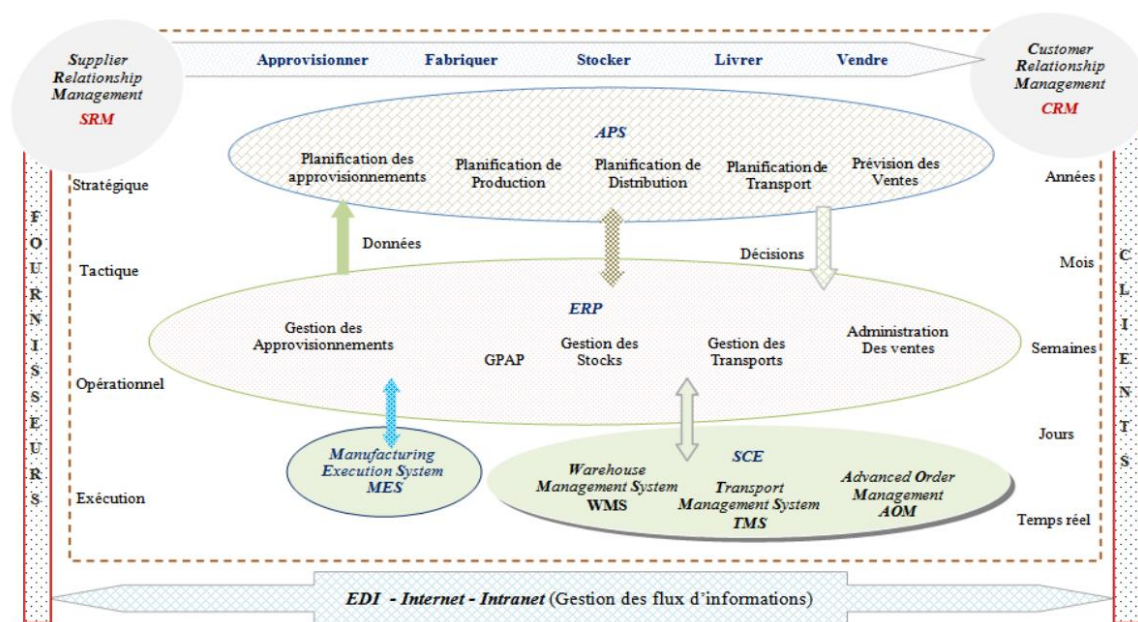 Supplier
Relationship
Management
SRM
Approvisionner Fabriquer Stocker Livrer Vendre
Customer
Relationship
Management
CRM
APS
Planification des
approvisionnements
Planification de
Production
Planification de
Distribution
Planification de
Transport
Prévision des
Ventes
Stratégique
Années
Données
Décisions
Tactique
Mois
ERP
Gestion des
Approvisionnements
GPAP
Gestion des
Stocks
Gestion des
Transports
Administration
Des ventes
Semaines
Opérationnel
Jours
Manufacturing
Execution System
MES
SCE
Warehouse
Management System
WMS
Transport
Management System
TMS
Advanced Order
Management
AOM
Exécution
Temps réel
FOURNISSEURS
CLIENTS
EDI - Internet - Intranet (Gestion des flux d’informations)